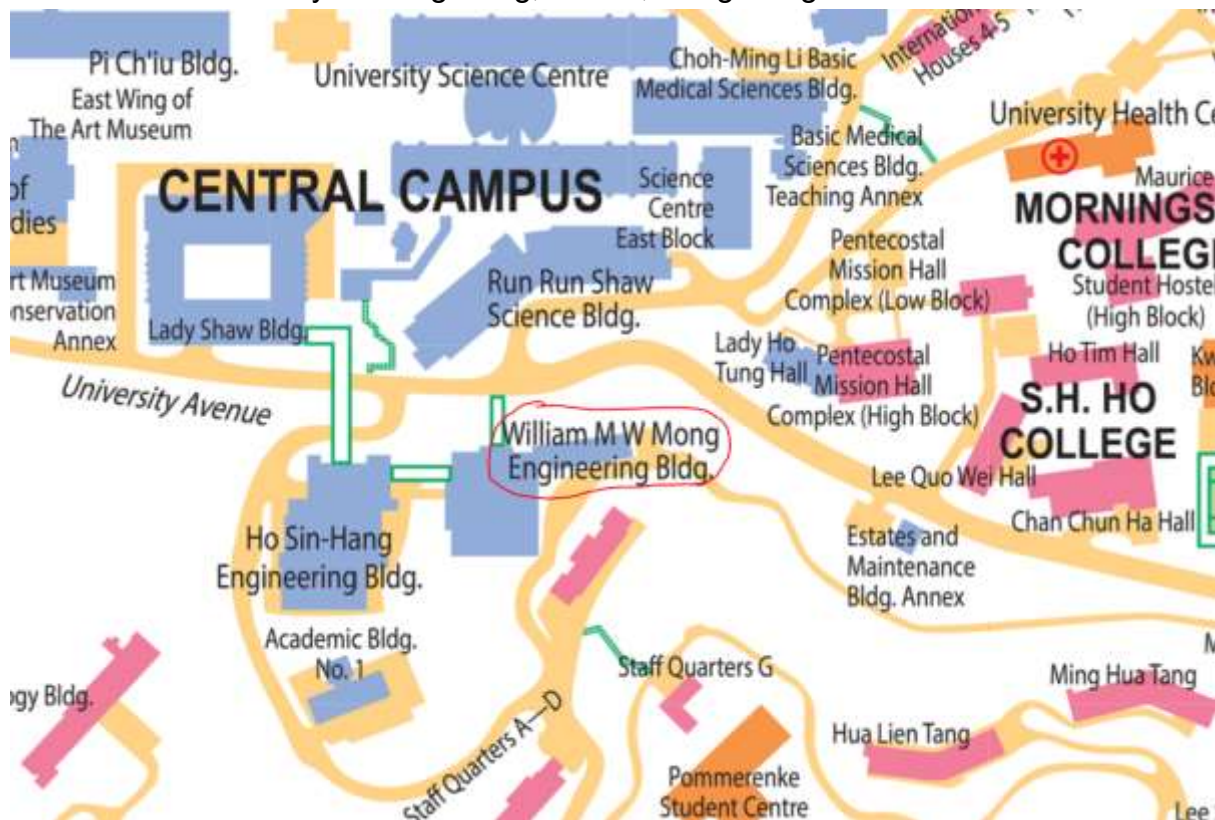 Pi Ch'iu Bldg.
East Wing of
The Art Museum
University Science Centre
Choh-Ming Li Basic
Medical Sciences Bldg.
International
Houses 4-5
University Health
Basic Medical
Sciences Bldg.
Teaching Annex
Science
Centre
East Block
CENTRAL CAMPUS
of
dies
Maurice
MORNINGS
COLLEG
Student Hostel
(High Block)
Pentecostal
Mission Hall
Complex (Low Block)
Run Run Shaw
Science Bldg.
rt Museum
onservation
Annex
Lady Shaw Bldg.
Lady Ho
Tung Hall
Pentecostal
Mission Hall
Complex (High Block)
Ho Tim Hall
Kw
S.H. HO
COLLEGE
University Avenue
William M W Mong
Engineering Bldg.
Lee Quo Wei Hall
Chan Chun Ha Hall
Ho Sin-Hang
Engineering Bldg.
Estates and
Maintenance
Bldg. Annex
Academic Bldg.
No. 1
ogy Bldg.
Staff Quarters G
Staff Quarters A—D
Ming Hua Tang
Hua Lien Tang
Pommerenke
Student Centre
Lee